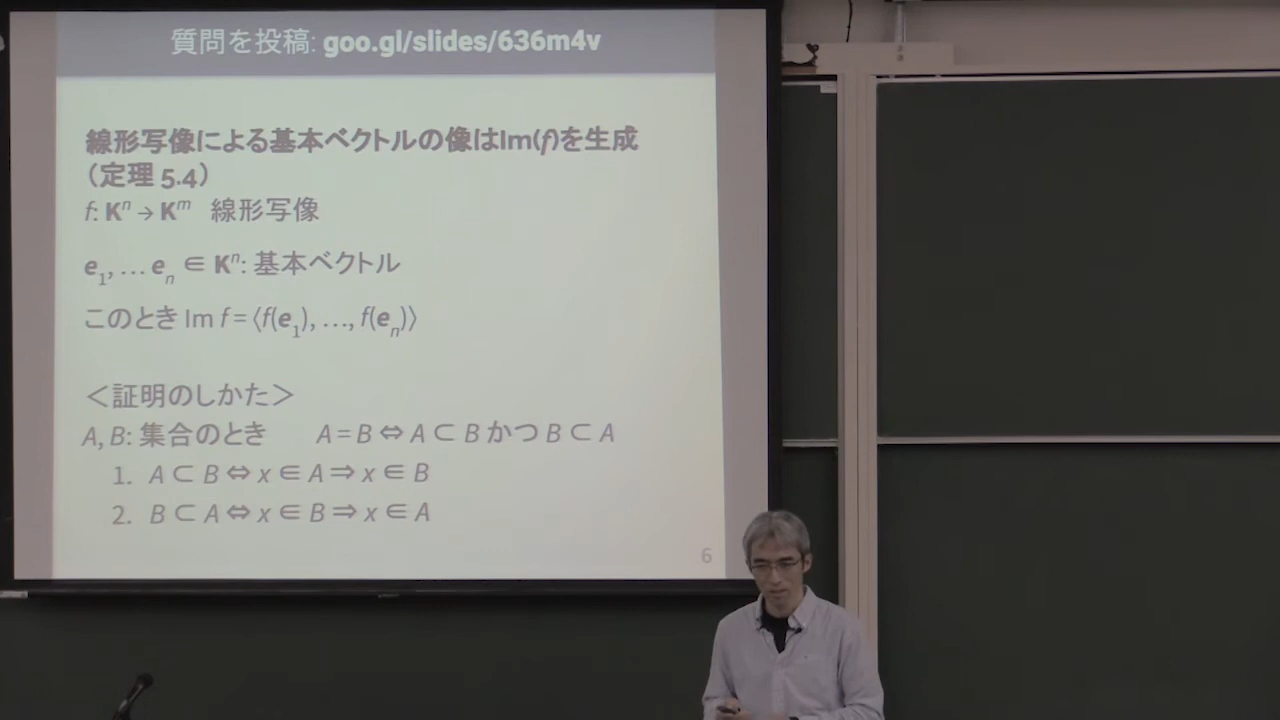 質問を投稿: goo.gl/slides/636m4v
線形写像による基本ベクトルの像はIm(f)を生成
（定理 5.4）
f: Kⁿ → Kᵐ 線形写像
e₁, … eₙ ∈ Kⁿ: 基本ベクトル
このとき Im f = ⟨f(e₁), …, f(eₙ)⟩
＜証明のしかた＞
A, B: 集合のとき A = B ⇔ A ⊂ B かつ B ⊂ A
1. A ⊂ B ⇔ x ∈ A ⇒ x ∈ B
2. B ⊂ A ⇔ x ∈ B ⇒ x ∈ A
6